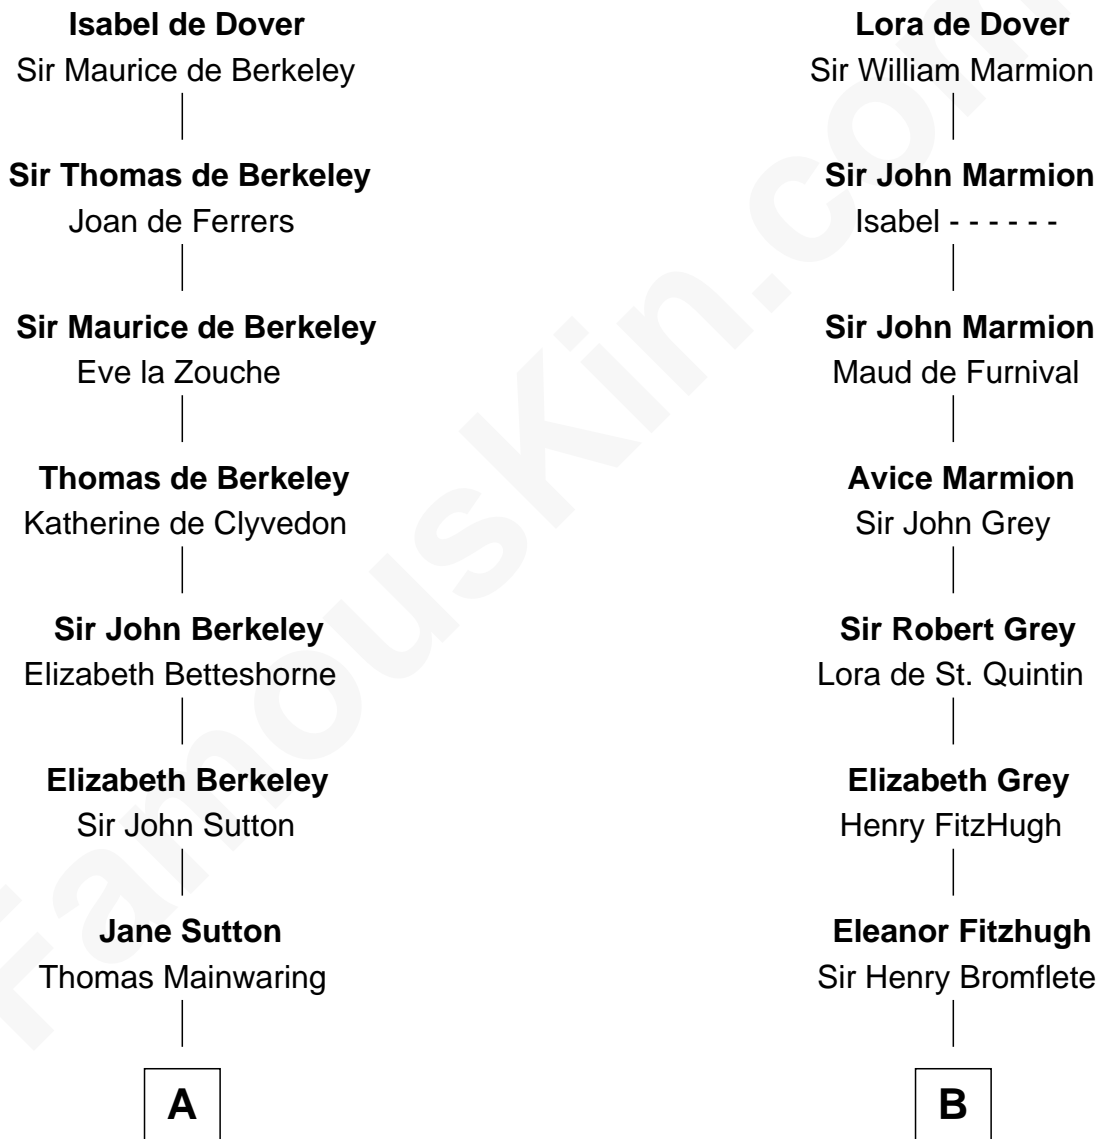 Isabel de Dover
Sir Maurice de Berkeley
Sir Thomas de Berkeley
Joan de Ferrers
Sir Maurice de Berkeley
Eve la Zouche
Thomas de Berkeley
Katherine de Clyvedon
Sir John Berkeley
Elizabeth Betteshorne
Elizabeth Berkeley
Sir John Sutton
Jane Sutton
Thomas Mainwaring
A
Lora de Dover
Sir William Marmion
Sir John Marmion
Isabel - - - - - -
Sir John Marmion
Maud de Furnival
Avice Marmion
Sir John Grey
Sir Robert Grey
Lora de St. Quintin
Elizabeth Grey
Henry FitzHugh
Eleanor Fitzhugh
Sir Henry Bromflete
B
FamousKin.com